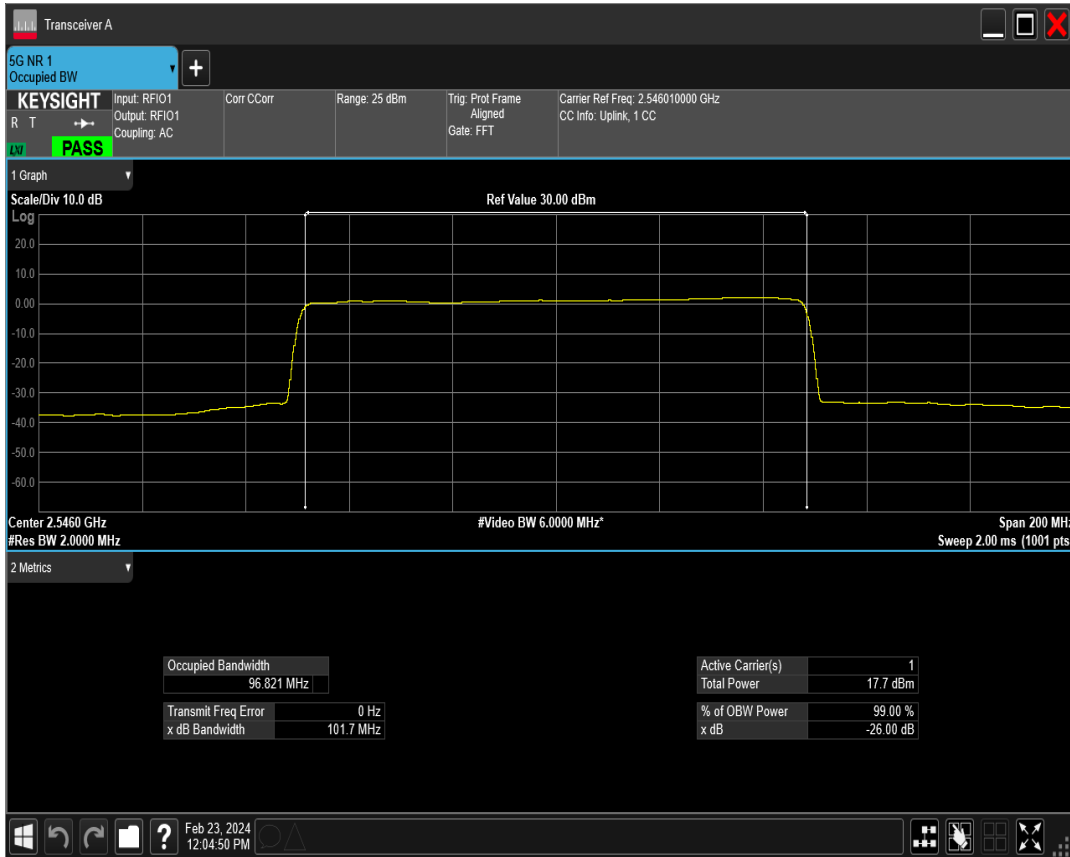 Transceiver A
5G NR 1
Occupied BW
+
KEYSIGHT
R T
LXI
PASS
Input: RFIO1
Output: RFIO1
Coupling: AC
Corr CCorr
Range: 25 dBm
Trig: Prot Frame
Aligned
Gate: FFT
Carrier Ref Freq: 2.546010000 GHz
CC Info: Uplink, 1 CC
1 Graph
Scale/Div 10.0 dB
Ref Value 30.00 dBm
Log
20.0
10.0
0.00
-10.0
-20.0
-30.0
-40.0
-50.0
-60.0
Center 2.5460 GHz
#Video BW 6.0000 MHz*
Span 200 MHz
#Res BW 2.0000 MHz
Sweep 2.00 ms (1001 pts
2 Metrics
Occupied Bandwidth
96.821 MHz
Transmit Freq Error 0 Hz
x dB Bandwidth 101.7 MHz
Active Carrier(s) 1
Total Power 17.7 dBm
% of OBW Power 99.00 %
x dB -26.00 dB
?
Feb 23, 2024
12:04:50 PM